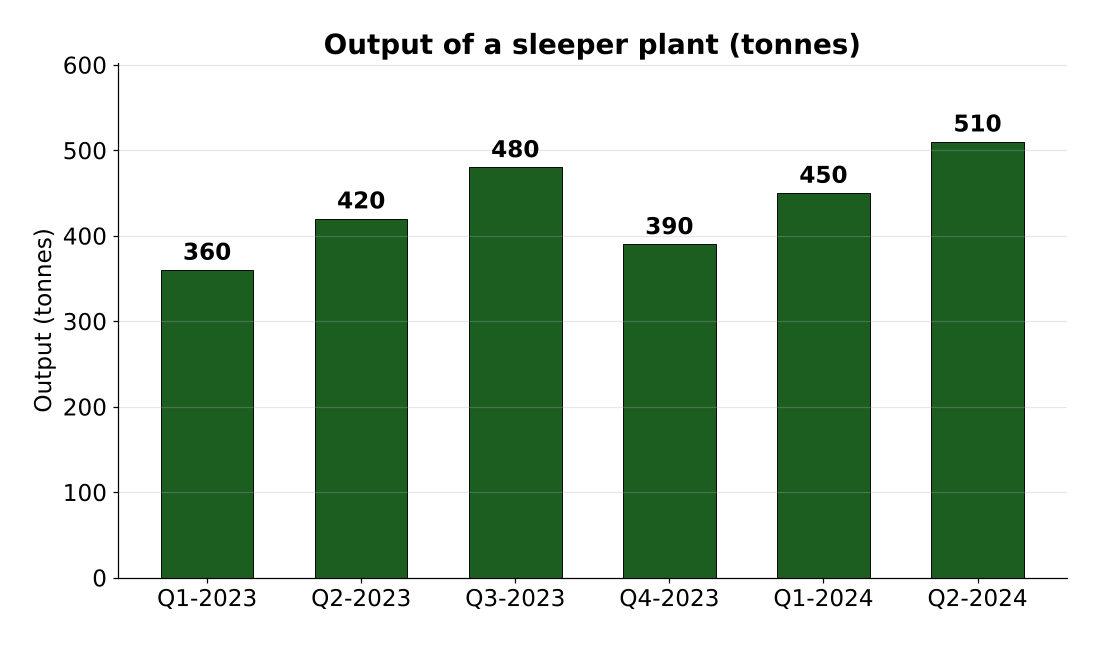 Output of a sleeper plant (tonnes)
Output (tonnes)
600
500
400
300
200
100
0
360
420
480
390
450
510
Q1-2023
Q2-2023
Q3-2023
Q4-2023
Q1-2024
Q2-2024